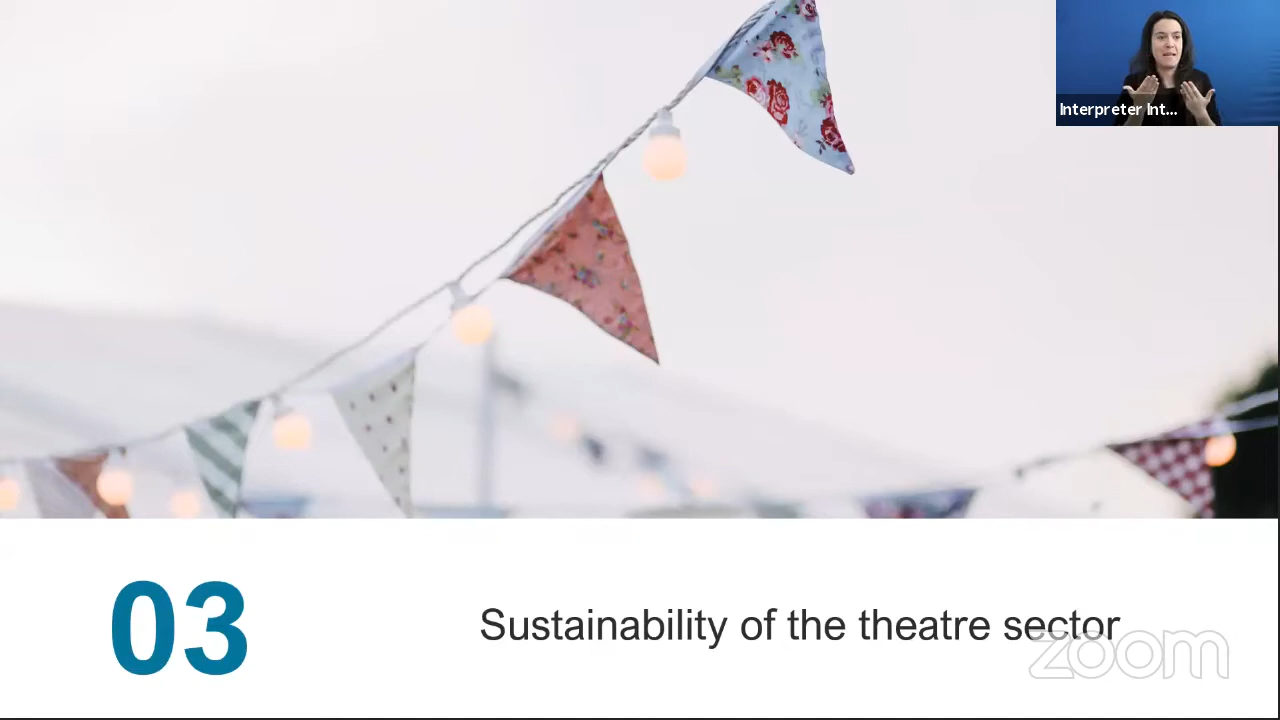 Interpreter Int...
03
Sustainability of the theatre sector
zoom